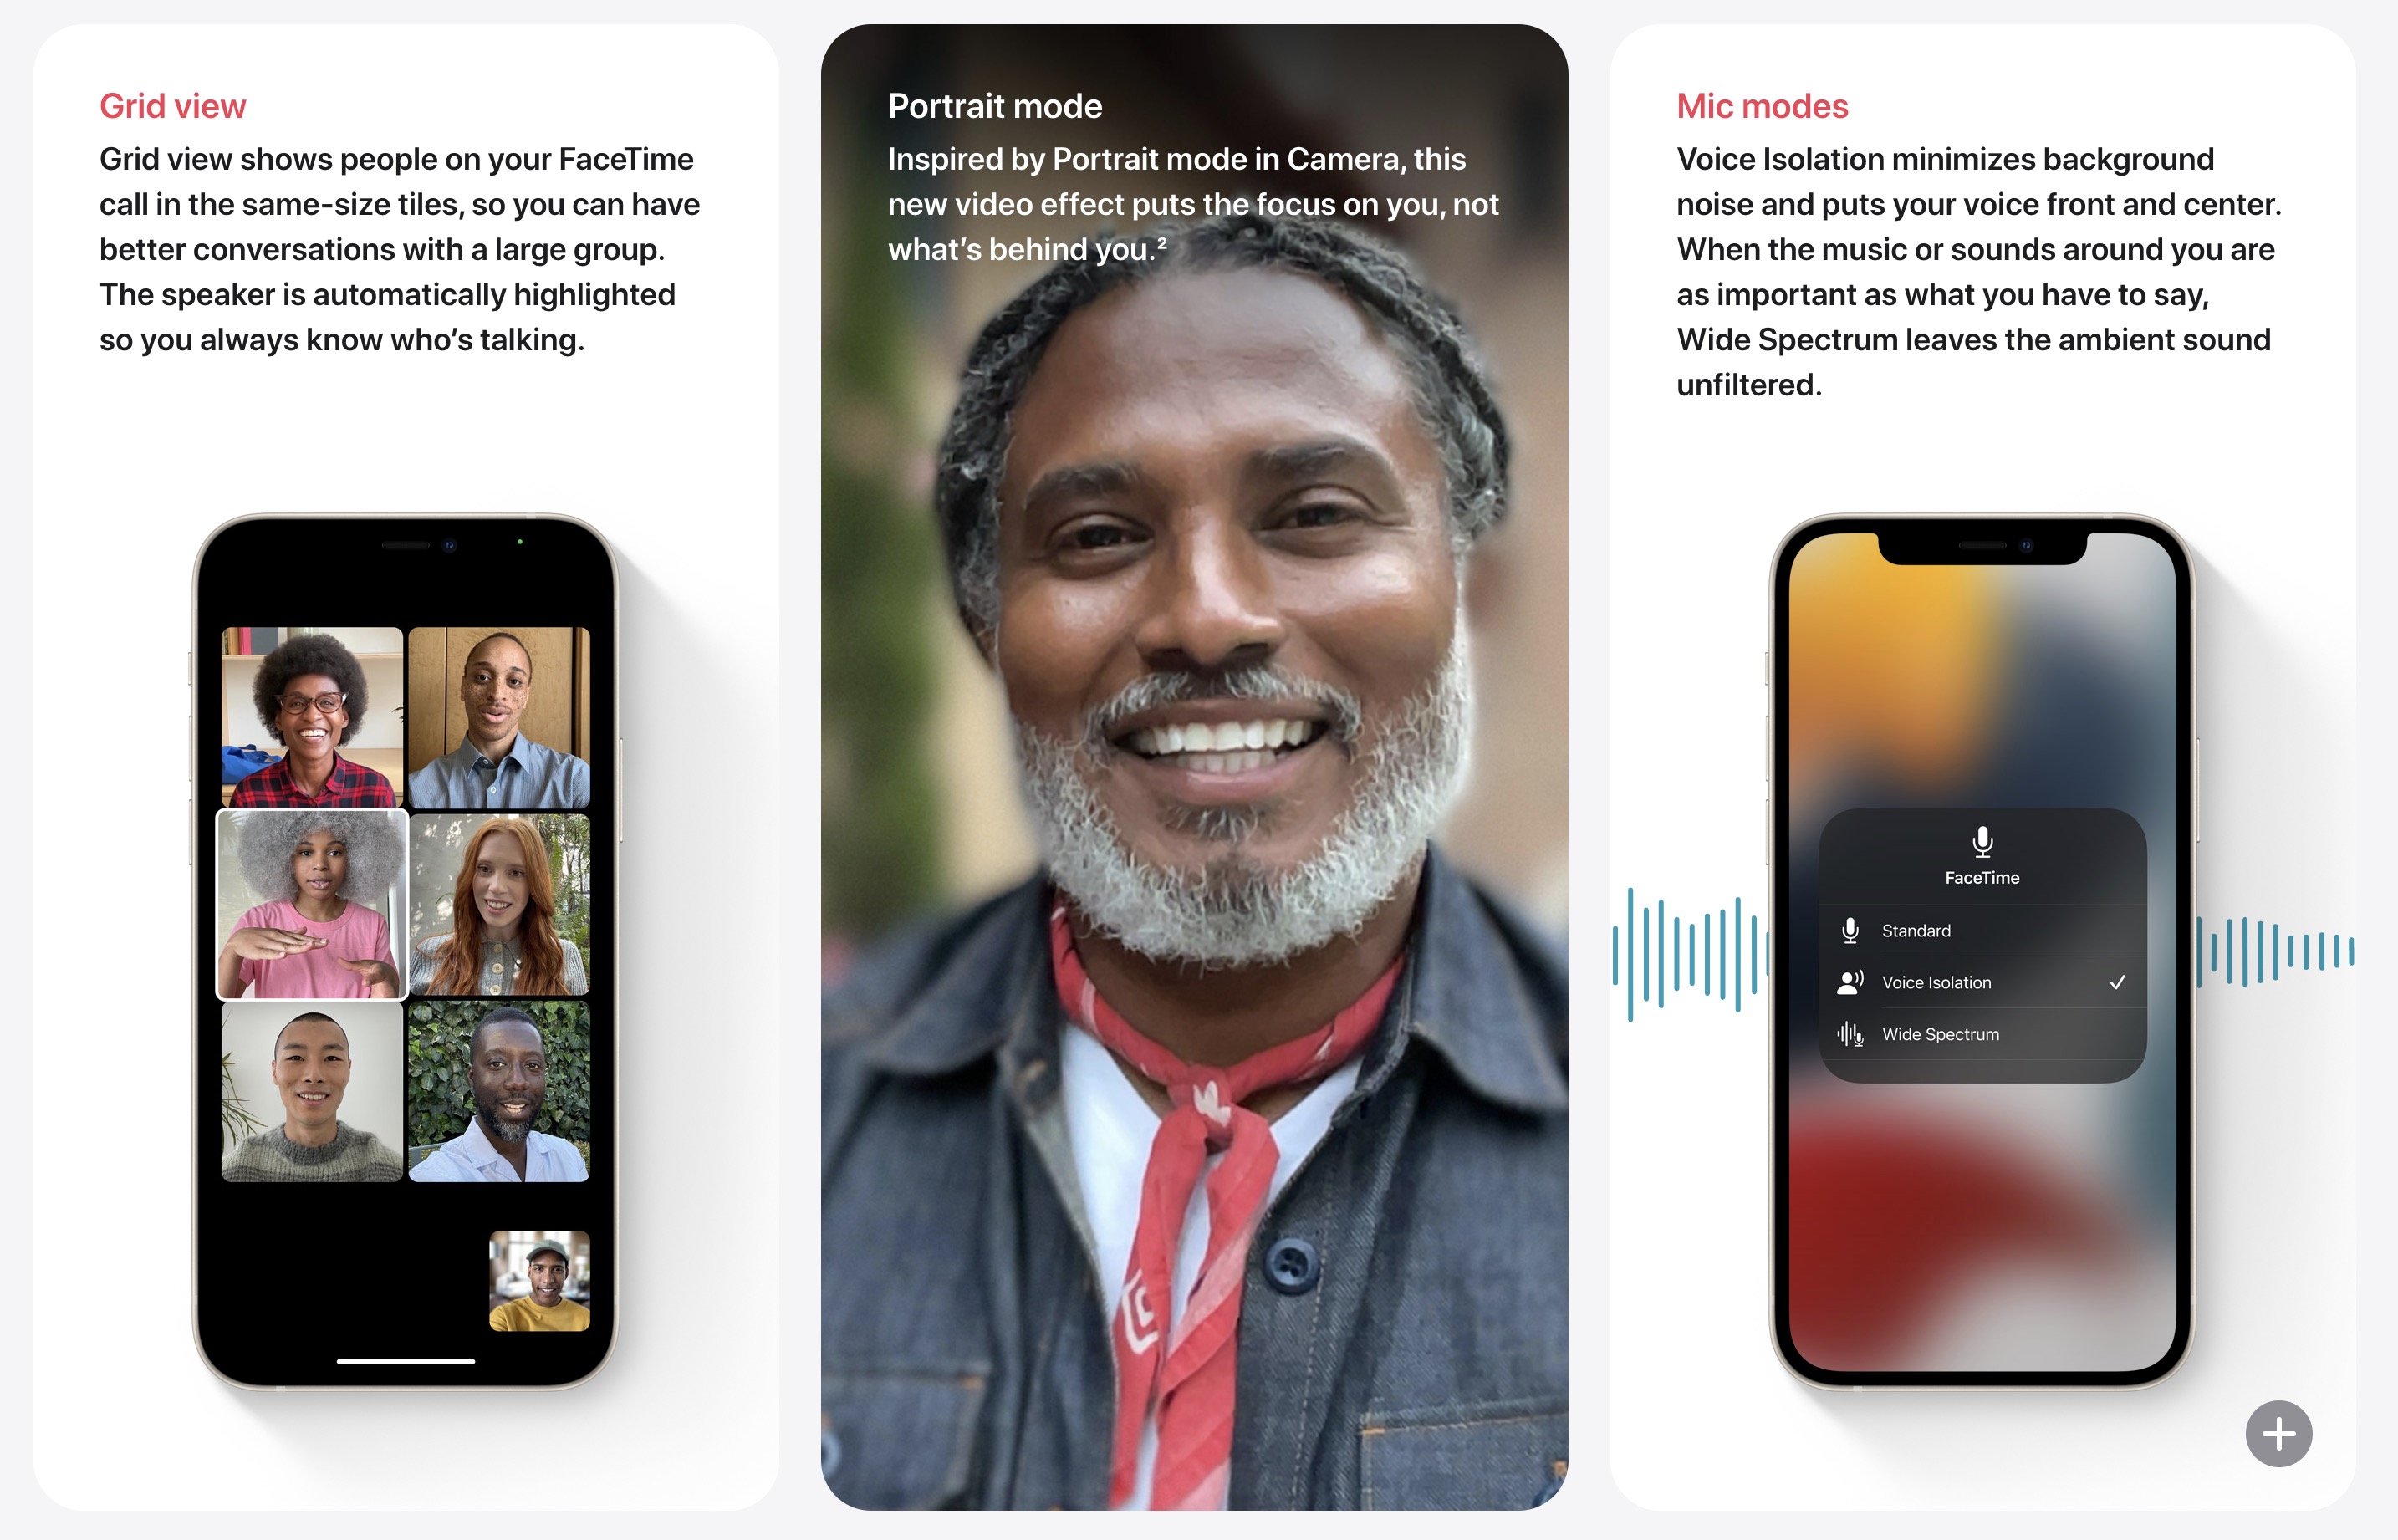 Grid view
Grid view shows people on your FaceTime
call in the same-size tiles, so you can have
better conversations with a large group.
The speaker is automatically highlighted
so you always know who’s talking.
Portrait mode
Inspired by Portrait mode in Camera, this
new video effect puts the focus on you, not
what’s behind you.²
Mic modes
Voice Isolation minimizes background
noise and puts your voice front and center.
When the music or sounds around you are
as important as what you have to say,
Wide Spectrum leaves the ambient sound
unfiltered.
FaceTime
Standard
Voice Isolation
Wide Spectrum